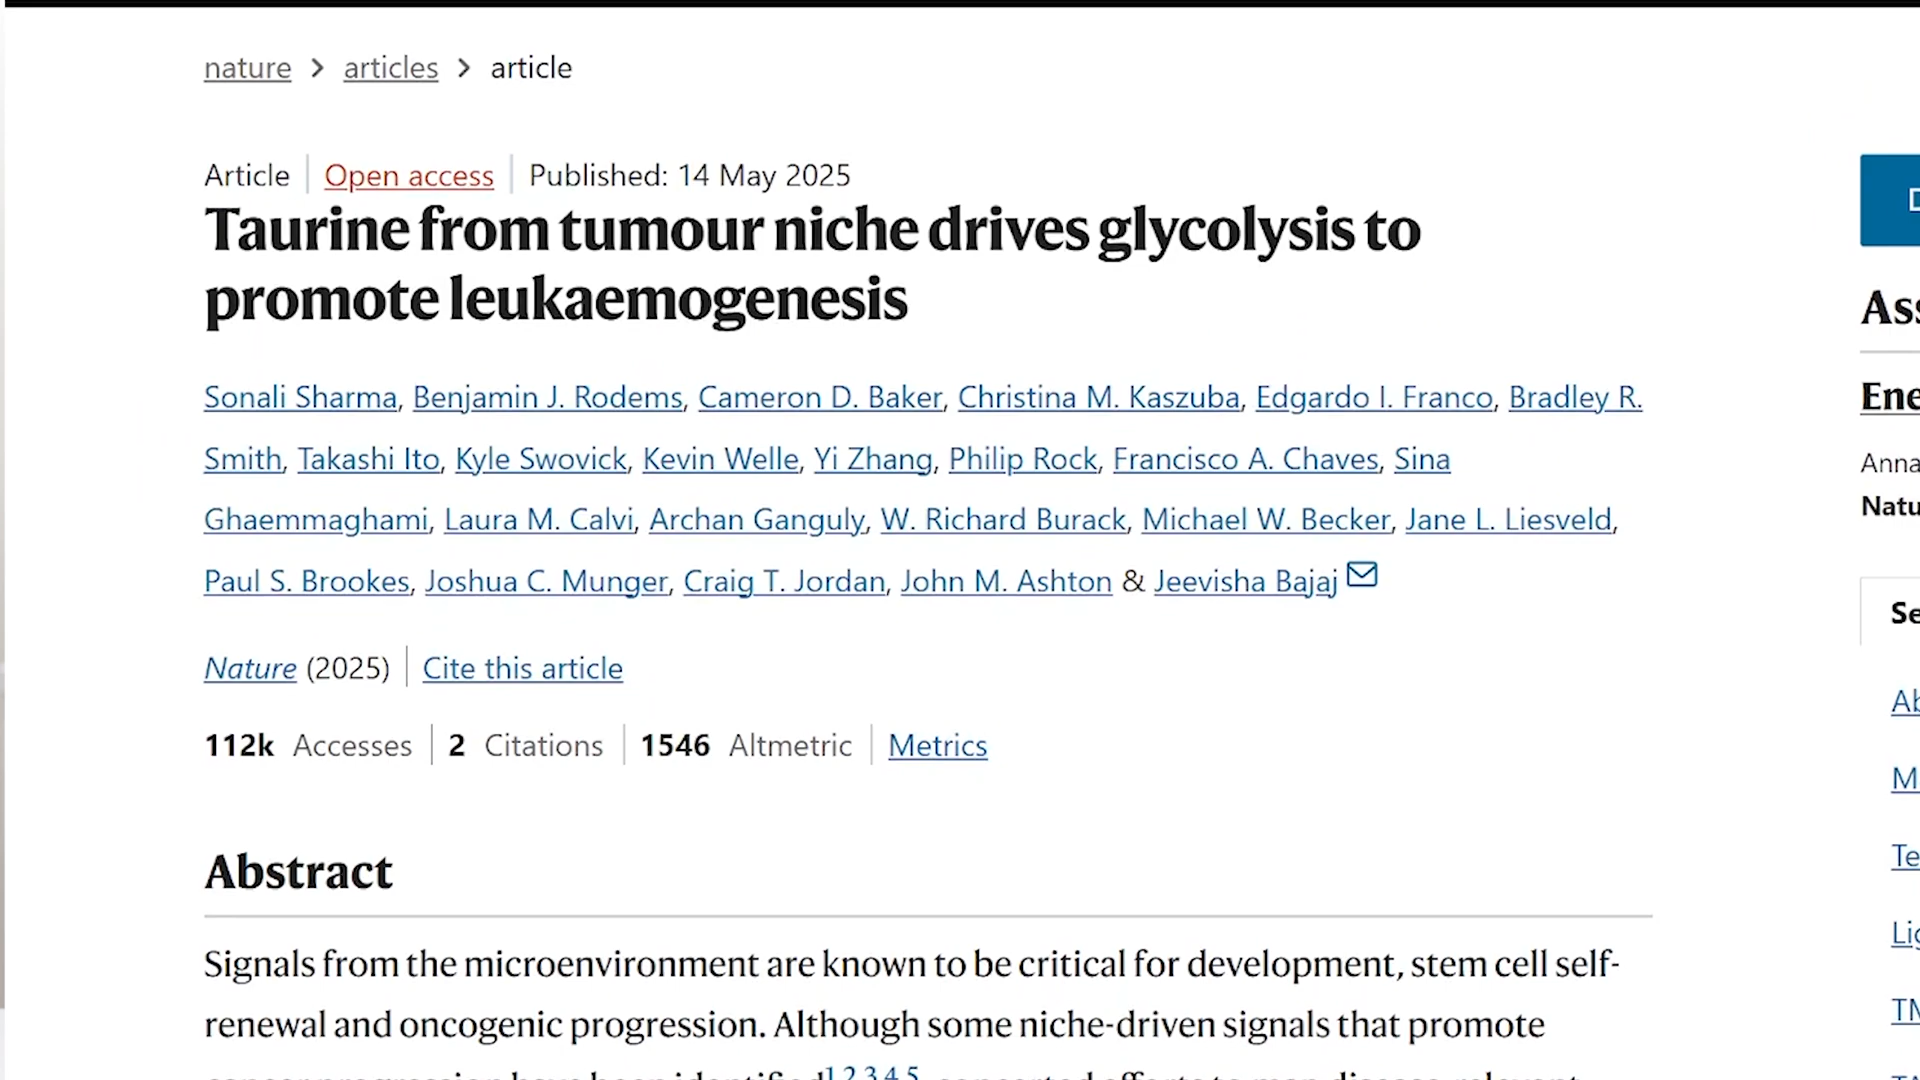 nature > articles > article
Article | Open access | Published: 14 May 2025
Taurine from tumour niche drives glycolysis to
promote leukaemogenesis
Sonali Sharma, Benjamin J. Rodems, Cameron D. Baker, Christina M. Kaszuba, Edgardo I. Franco, Bradley R.
Smith, Takashi Ito, Kyle Swovick, Kevin Welle, Yi Zhang, Philip Rock, Francisco A. Chaves, Sina
Ghaemmaghami, Laura M. Calvi, Archan Ganguly, W. Richard Burack, Michael W. Becker, Jane L. Liesveld,
Paul S. Brookes, Joshua C. Munger, Craig T. Jordan, John M. Ashton & Jeevisha Bajaj
Nature (2025) | Cite this article
112k Accesses | 2 Citations | 1546 Altmetric | Metrics
Abstract
Signals from the microenvironment are known to be critical for development, stem cell self-
renewal and oncogenic progression. Although some niche-driven signals that promote
Ass
Ene
Anna
Natu
Se
Ab
M
Te
Lig